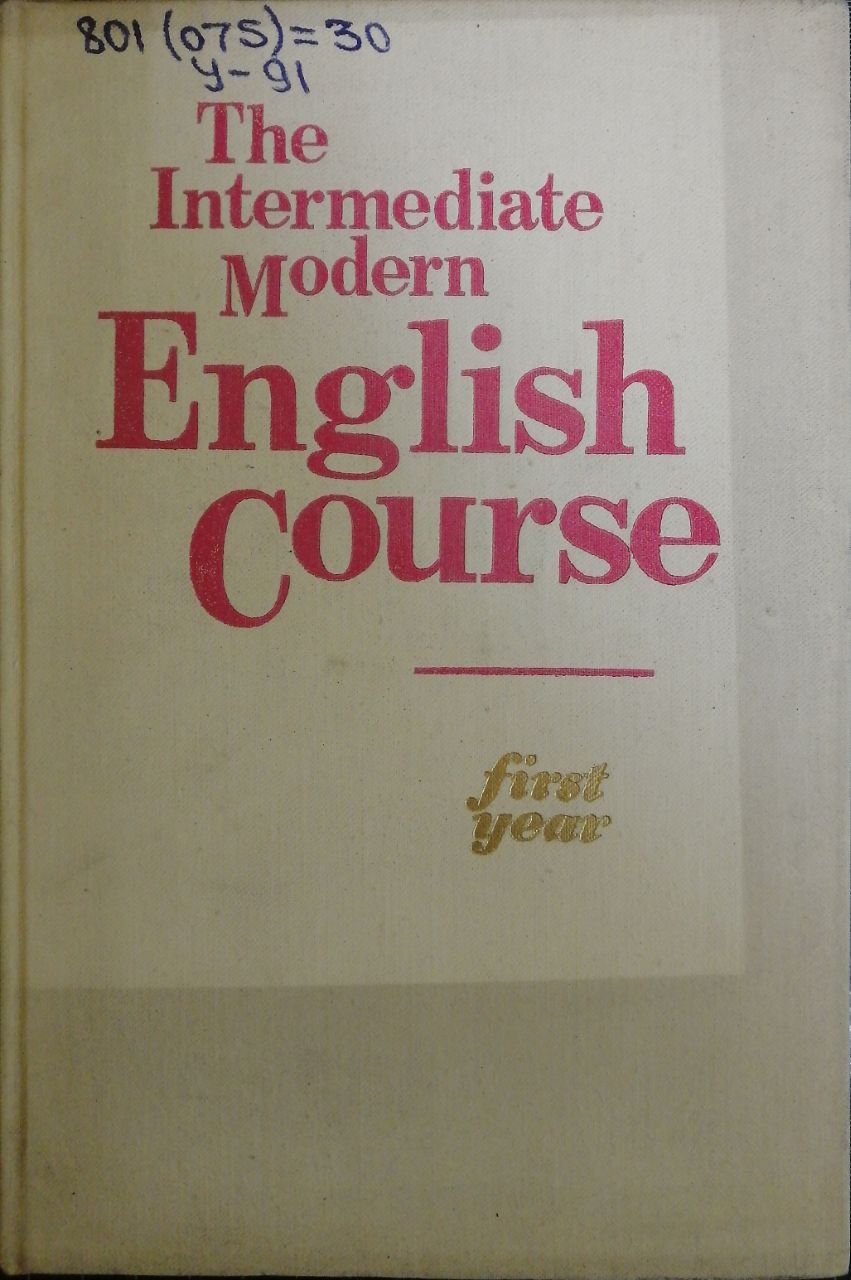 801 (075)=30
У-91
The
Intermediate
Modern
English
Course
first
year